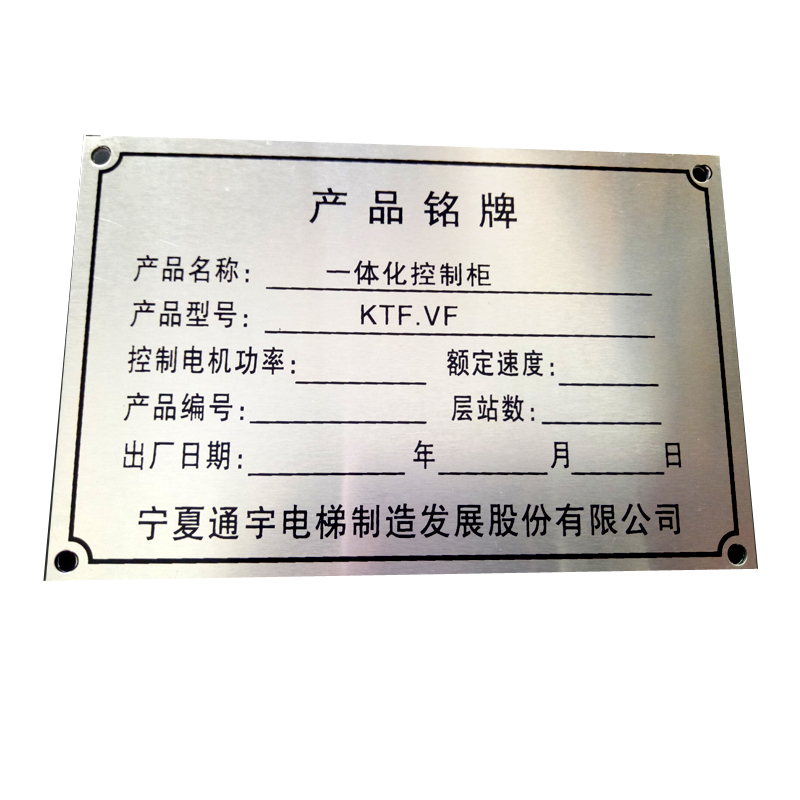 产品铭牌
产品名称: 一体化控制柜
产品型号: KTF.VF
控制电机功率: 额定速度:
产品编号: 层站数:
出厂日期: 年 月 日
宁夏通宇电梯制造发展股份有限公司